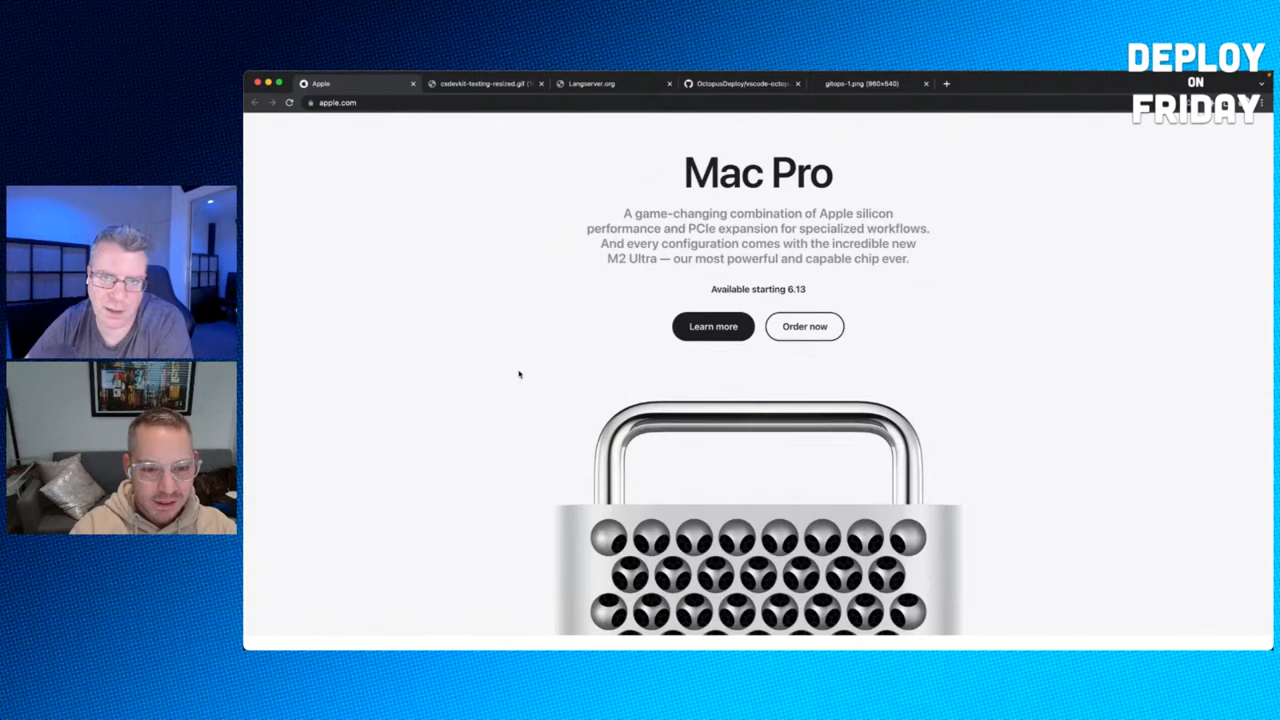 DEPLOY
ON
FRIDAY
Apple
csdevkit-testing-resized.gif (1
Langserver.org
OctopusDeploy/vscode-octop
gitops-1.png (960×540)
apple.com
Mac Pro
A game-changing combination of Apple silicon
performance and PCIe expansion for specialized workflows.
And every configuration comes with the incredible new
M2 Ultra — our most powerful and capable chip ever.
Available starting 6.13
Learn more
Order now